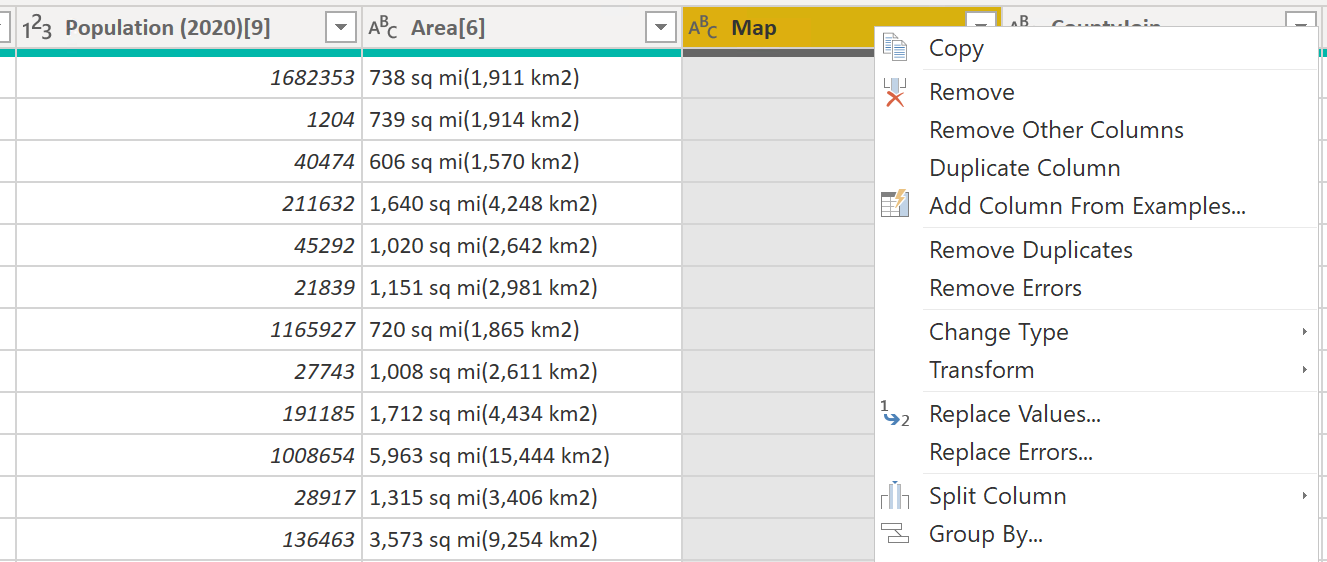 123 Population (2020)[9] ABC Area[6] ABC Map
Copy
1682353 738 sq mi(1,911 km2)
Remove
1204 739 sq mi(1,914 km2)
Remove Other Columns
40474 606 sq mi(1,570 km2)
Duplicate Column
211632 1,640 sq mi(4,248 km2)
Add Column From Examples...
45292 1,020 sq mi(2,642 km2)
Remove Duplicates
21839 1,151 sq mi(2,981 km2)
Remove Errors
1165927 720 sq mi(1,865 km2)
Change Type
27743 1,008 sq mi(2,611 km2)
Transform
191185 1,712 sq mi(4,434 km2)
Replace Values...
1008654 5,963 sq mi(15,444 km2)
Replace Errors...
28917 1,315 sq mi(3,406 km2)
Split Column
136463 3,573 sq mi(9,254 km2)
Group By...